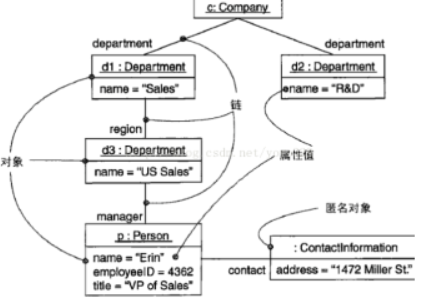 c: Company
department
department
d1 : Department
name = "Sales"
d2 : Department
name = "R&D"
链
region
d3 : Department
name = "US Sales"
对象
属性值
manager
匿名对象
p : Person
name = "Erin"
employeeID = 4362
title = "VP of Sales"
contact
: ContactInformation
address = "1472 Miller St."